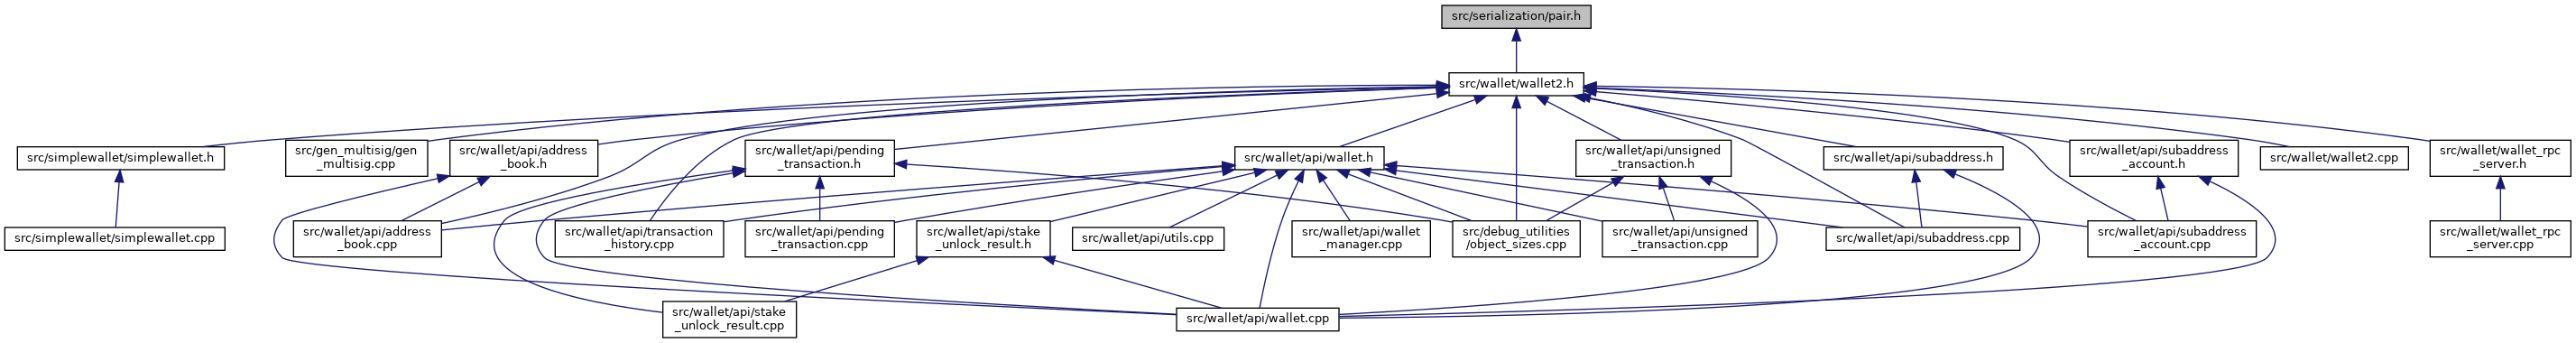 src/serialization/pair.h
src/wallet/wallet2.h
src/simplewallet/simplewallet.h
src/gen_multisig/gen
_multisig.cpp
src/wallet/api/address
_book.h
src/wallet/api/pending
_transaction.h
src/wallet/api/wallet.h
src/wallet/api/unsigned
_transaction.h
src/wallet/api/subaddress.h
src/wallet/api/subaddress
_account.h
src/wallet/wallet2.cpp
src/wallet/wallet_rpc
_server.h
src/simplewallet/simplewallet.cpp
src/wallet/api/address
_book.cpp
src/wallet/api/transaction
_history.cpp
src/wallet/api/pending
_transaction.cpp
src/wallet/api/stake
_unlock_result.h
src/wallet/api/utils.cpp
src/wallet/api/wallet
_manager.cpp
src/debug_utilities
/object_sizes.cpp
src/wallet/api/unsigned
_transaction.cpp
src/wallet/api/subaddress.cpp
src/wallet/api/subaddress
_account.cpp
src/wallet/wallet_rpc
_server.cpp
src/wallet/api/stake
_unlock_result.cpp
src/wallet/api/wallet.cpp